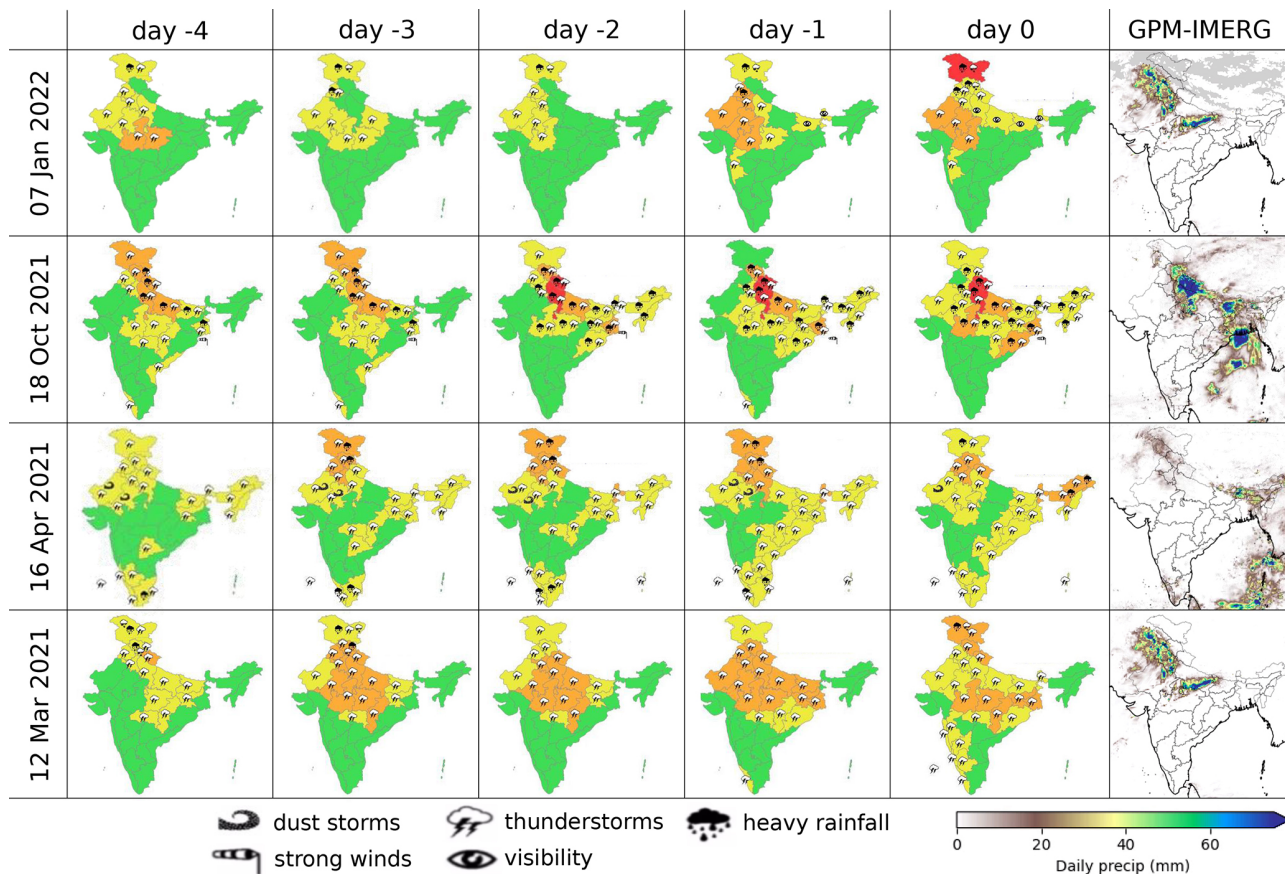 day -4 day -3 day -2 day -1 day 0 GPM-IMERG
07 Jan 2022
18 Oct 2021
16 Apr 2021
12 Mar 2021
dust storms thunderstorms heavy rainfall
strong winds visibility
0 20 40 60
Daily precip (mm)